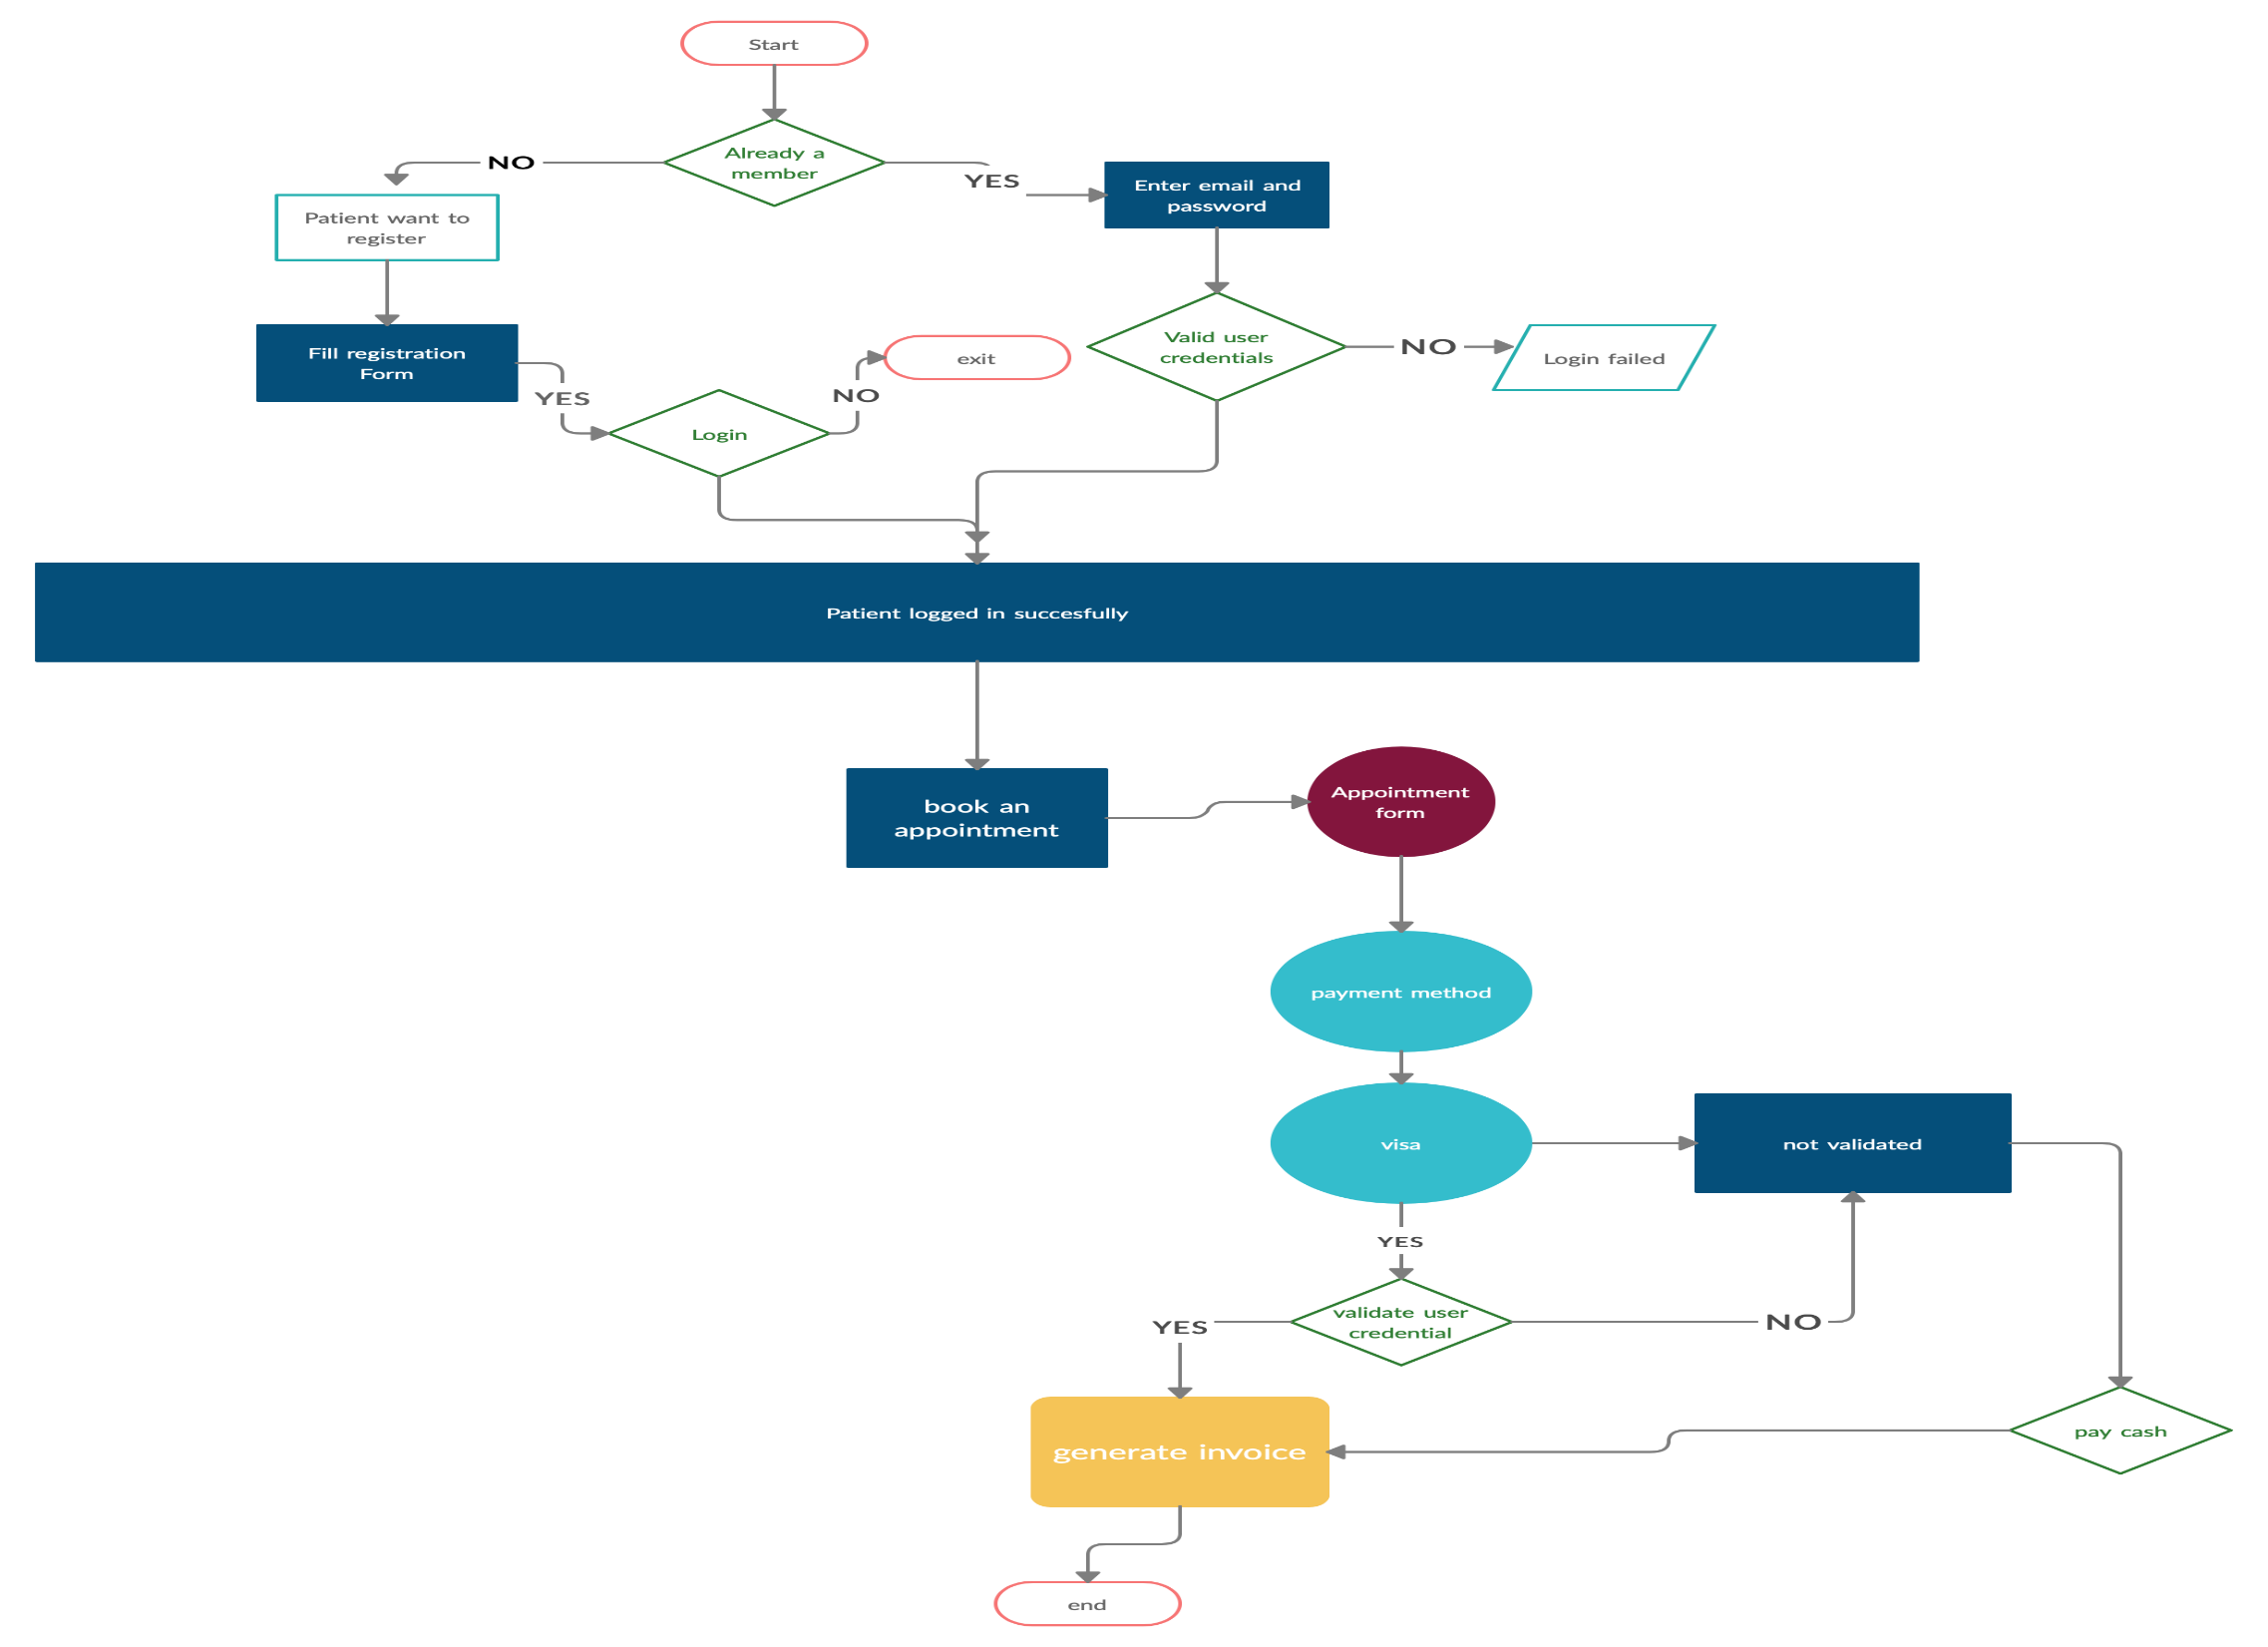 Start
Already a
member
NO
YES
Enter email and
password
Patient want to
register
Valid user
credentials
NO
Login failed
Fill registration
Form
exit
YES
NO
Login
Patient logged in succesfully
book an
appointment
Appointment
form
payment method
visa
not validated
YES
validate user
credential
YES
NO
pay cash
generate invoice
end